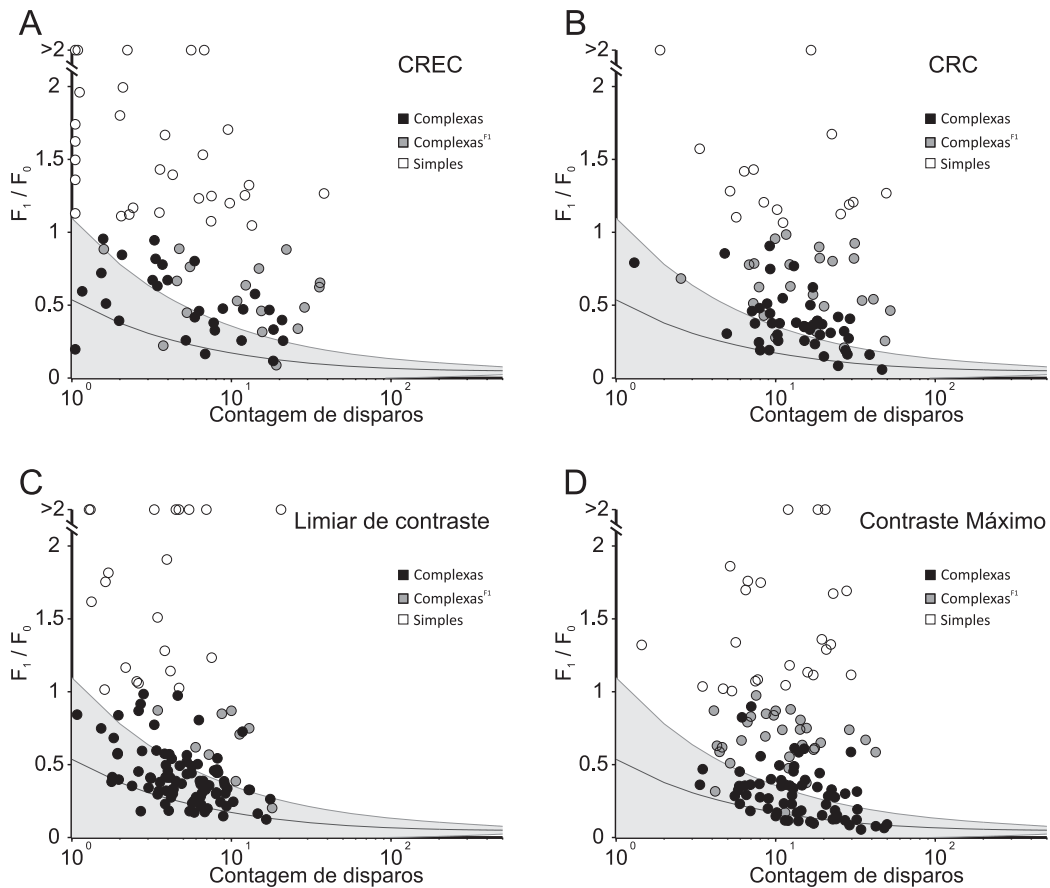 A
CREC
>2
2
1.5
1
0.5
0
F1 / F0
Complexas
Complexas F1
Simples
10^0
10^1
10^2
Contagem de disparos
B
CRC
>2
2
1.5
1
0.5
0
F1 / F0
Complexas
Complexas F1
Simples
10^0
10^1
10^2
Contagem de disparos
C
Limiar de contraste
>2
2
1.5
1
0.5
0
F1 / F0
Complexas
Complexas F1
Simples
10^0
10^1
10^2
Contagem de disparos
D
Contraste Máximo
>2
2
1.5
1
0.5
0
F1 / F0
Complexas
Complexas F1
Simples
10^0
10^1
10^2
Contagem de disparos